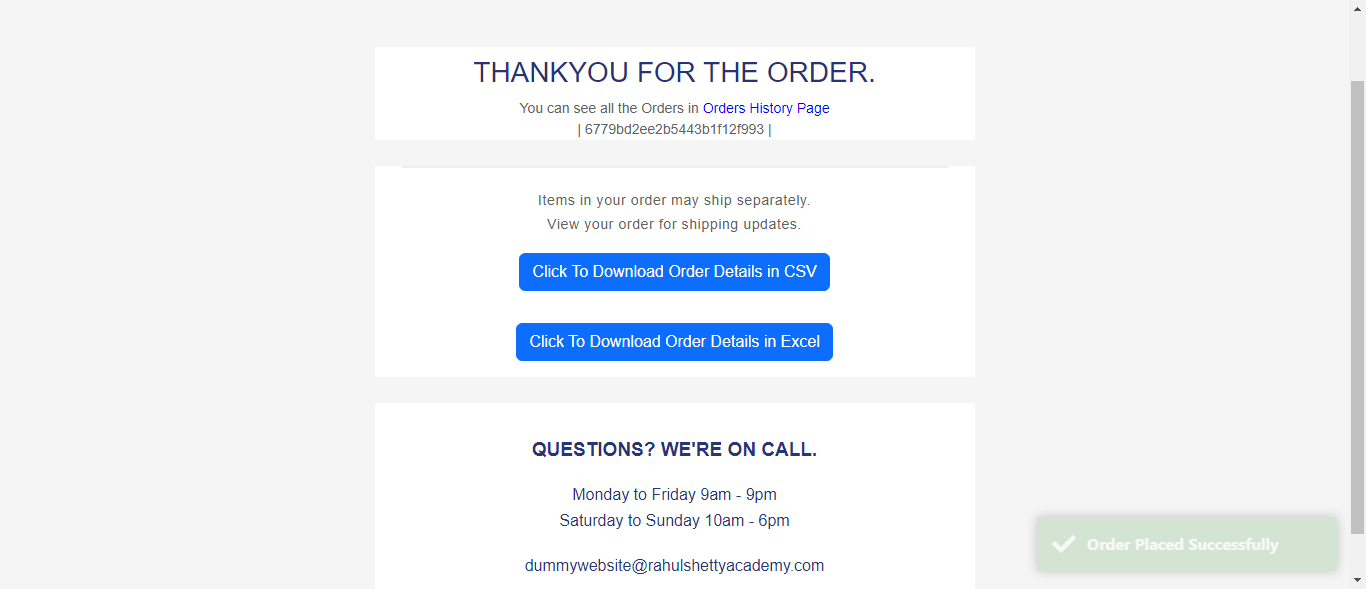 THANKYOU FOR THE ORDER.
You can see all the Orders in Orders History Page
| 6779bd2ee2b5443b1f12f993 |
Items in your order may ship separately.
View your order for shipping updates.
Click To Download Order Details in CSV
Click To Download Order Details in Excel
QUESTIONS? WE'RE ON CALL.
Monday to Friday 9am - 9pm
Saturday to Sunday 10am - 6pm
Order Placed Successfully
dummywebsite@rahulshettyacademy.com